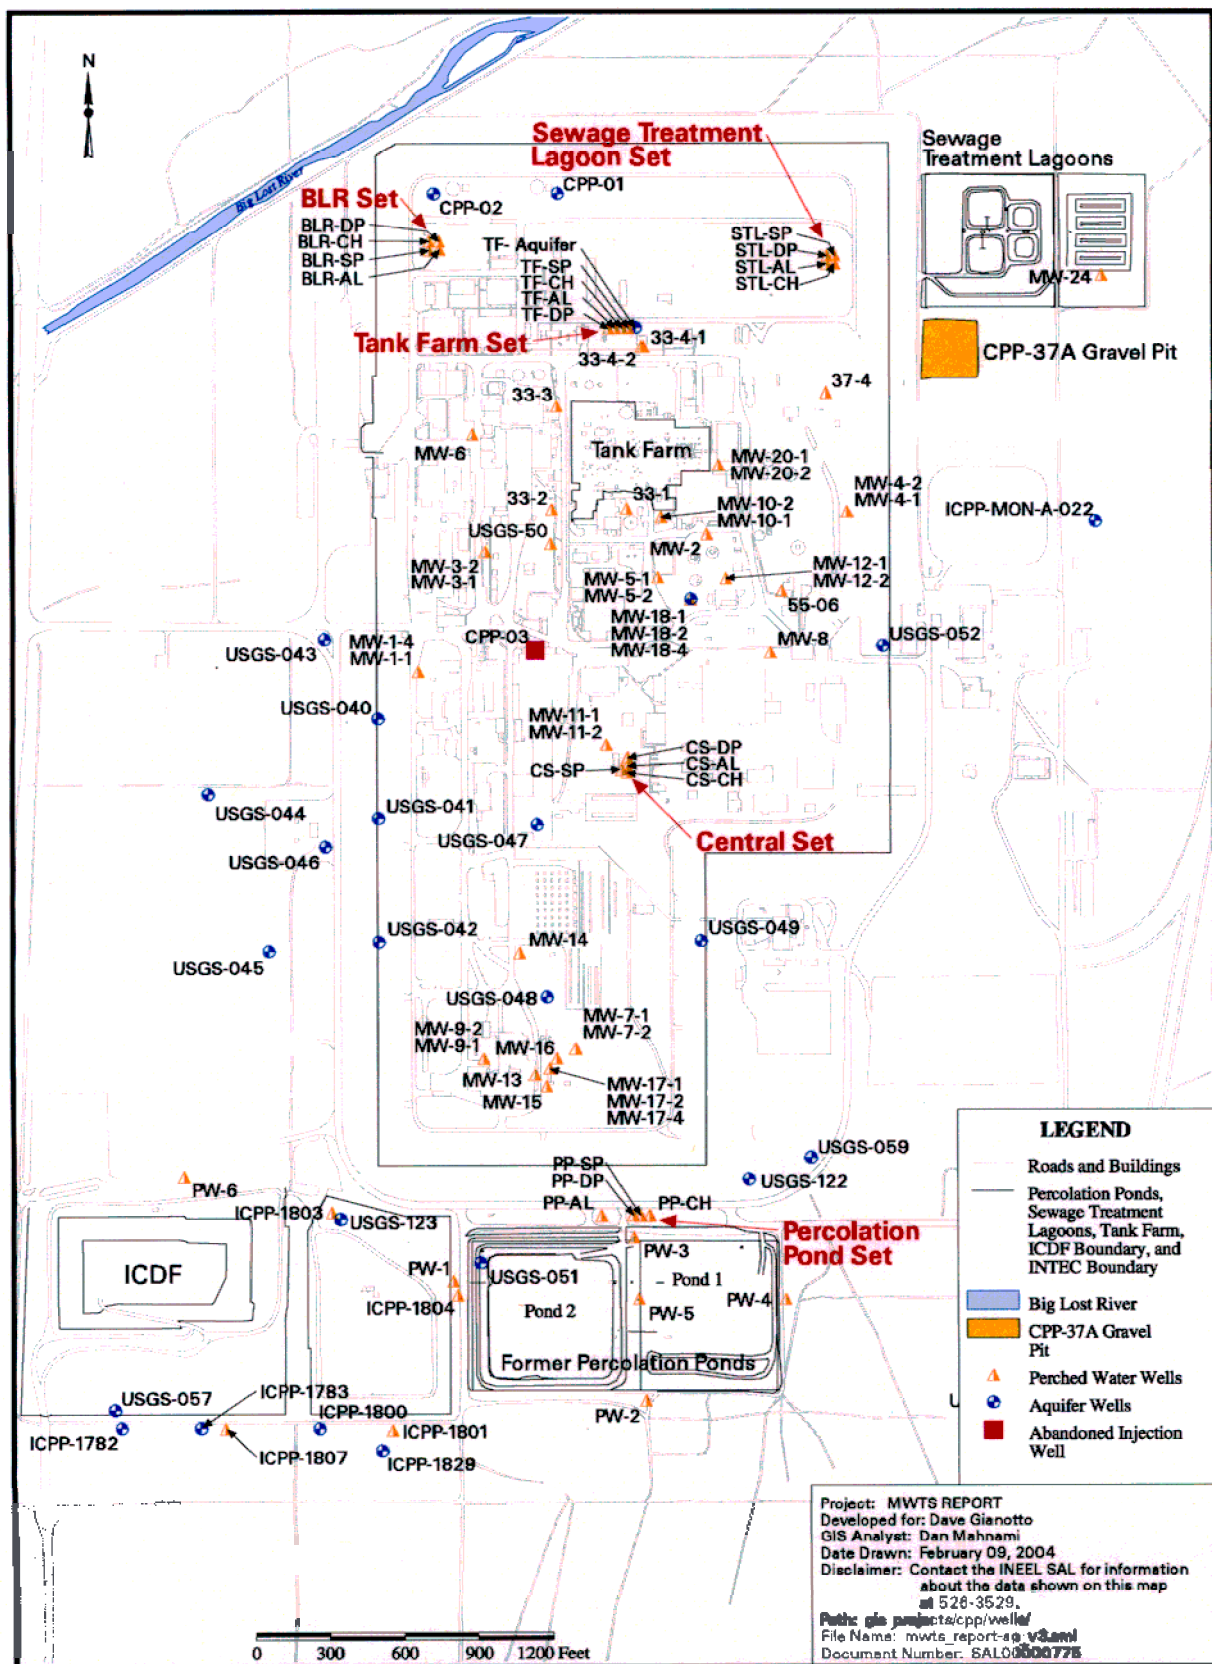 N
Big Lost River
Sewage Treatment
Lagoon Set
Sewage
Treatment Lagoons
BLR Set
CPP-02
CPP-01
BLR-DP
BLR-CH
BLR-SP
BLR-AL
TF- Aquifer
TF-SP
TF-CH
TF-AL
TF-DP
STL-SP
STL-DP
STL-AL
STL-CH
MW-24
Tank Farm Set
33-4-1
33-4-2
CPP-37A Gravel Pit
33-3
37-4
MW-6
Tank Farm
MW-20-1
MW-20-2
MW-4-2
MW-4-1
33-2
33-1
MW-10-2
MW-10-1
ICPP-MON-A-022
USGS-50
MW-2
MW-3-2
MW-3-1
MW-5-1
MW-5-2
MW-12-1
MW-12-2
55-06
MW-18-1
MW-18-2
MW-18-4
CPP-03
MW-8
USGS-052
USGS-043
MW-1-4
MW-1-1
USGS-040
MW-11-1
MW-11-2
CS-SP
CS-DP
CS-AL
CS-CH
USGS-044
USGS-041
USGS-047
Central Set
USGS-046
USGS-042
MW-14
USGS-049
USGS-045
USGS-048
MW-7-1
MW-7-2
MW-9-2
MW-9-1
MW-16
MW-13
MW-15
MW-17-1
MW-17-2
MW-17-4
USGS-059
USGS-122
PP-SP
PP-DP
PP-AL
PP-CH
PW-6
ICPP-1803
USGS-123
Percolation
Pond Set
PW-3
ICDF
PW-1
USGS-051
Pond 1
ICPP-1804
Pond 2
PW-5
PW-4
Former Percolation Ponds
USGS-057
ICPP-1783
ICPP-1800
PW-2
U
ICPP-1782
ICPP-1807
ICPP-1801
ICPP-1829
LEGEND
Roads and Buildings
Percolation Ponds,
Sewage Treatment
Lagoons, Tank Farm,
ICDF Boundary, and
INTEC Boundary
Big Lost River
CPP-37A Gravel
Pit
Perched Water Wells
Aquifer Wells
Abandoned Injection
Well
Project: MWTS REPORT
Developed for: Dave Gianotto
GIS Analyst: Dan Mahnami
Date Drawn: February 09, 2004
Disclaimer: Contact the INEEL SAL for information
about the data shown on this map
at 526-3529.
Path: gis projects/cpp/wells/
File Name:
Document Number:
0 300 600 900 1200 Feet